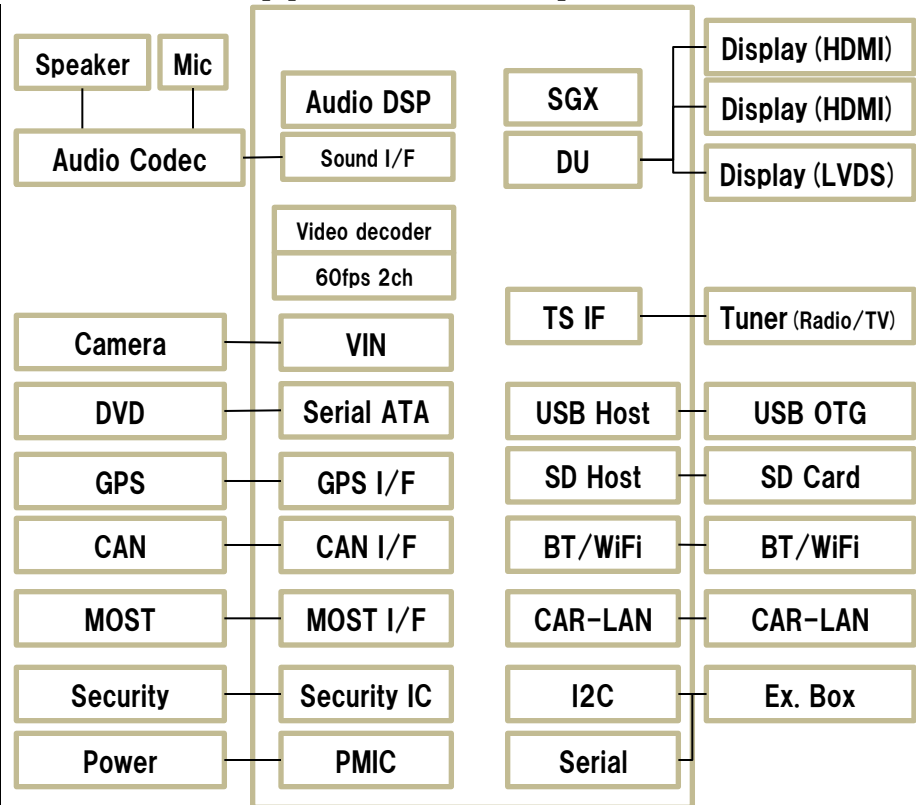 Speaker
Mic
Audio Codec
Audio DSP
Sound I/F
SGX
DU
Display (HDMI)
Display (HDMI)
Display (LVDS)
Video decoder
60fps 2ch
TS IF
Tuner (Radio/TV)
Camera
VIN
DVD
Serial ATA
USB Host
USB OTG
GPS
GPS I/F
SD Host
SD Card
CAN
CAN I/F
BT/WiFi
BT/WiFi
MOST
MOST I/F
CAR-LAN
CAR-LAN
Security
Security IC
I2C
Ex. Box
Power
PMIC
Serial